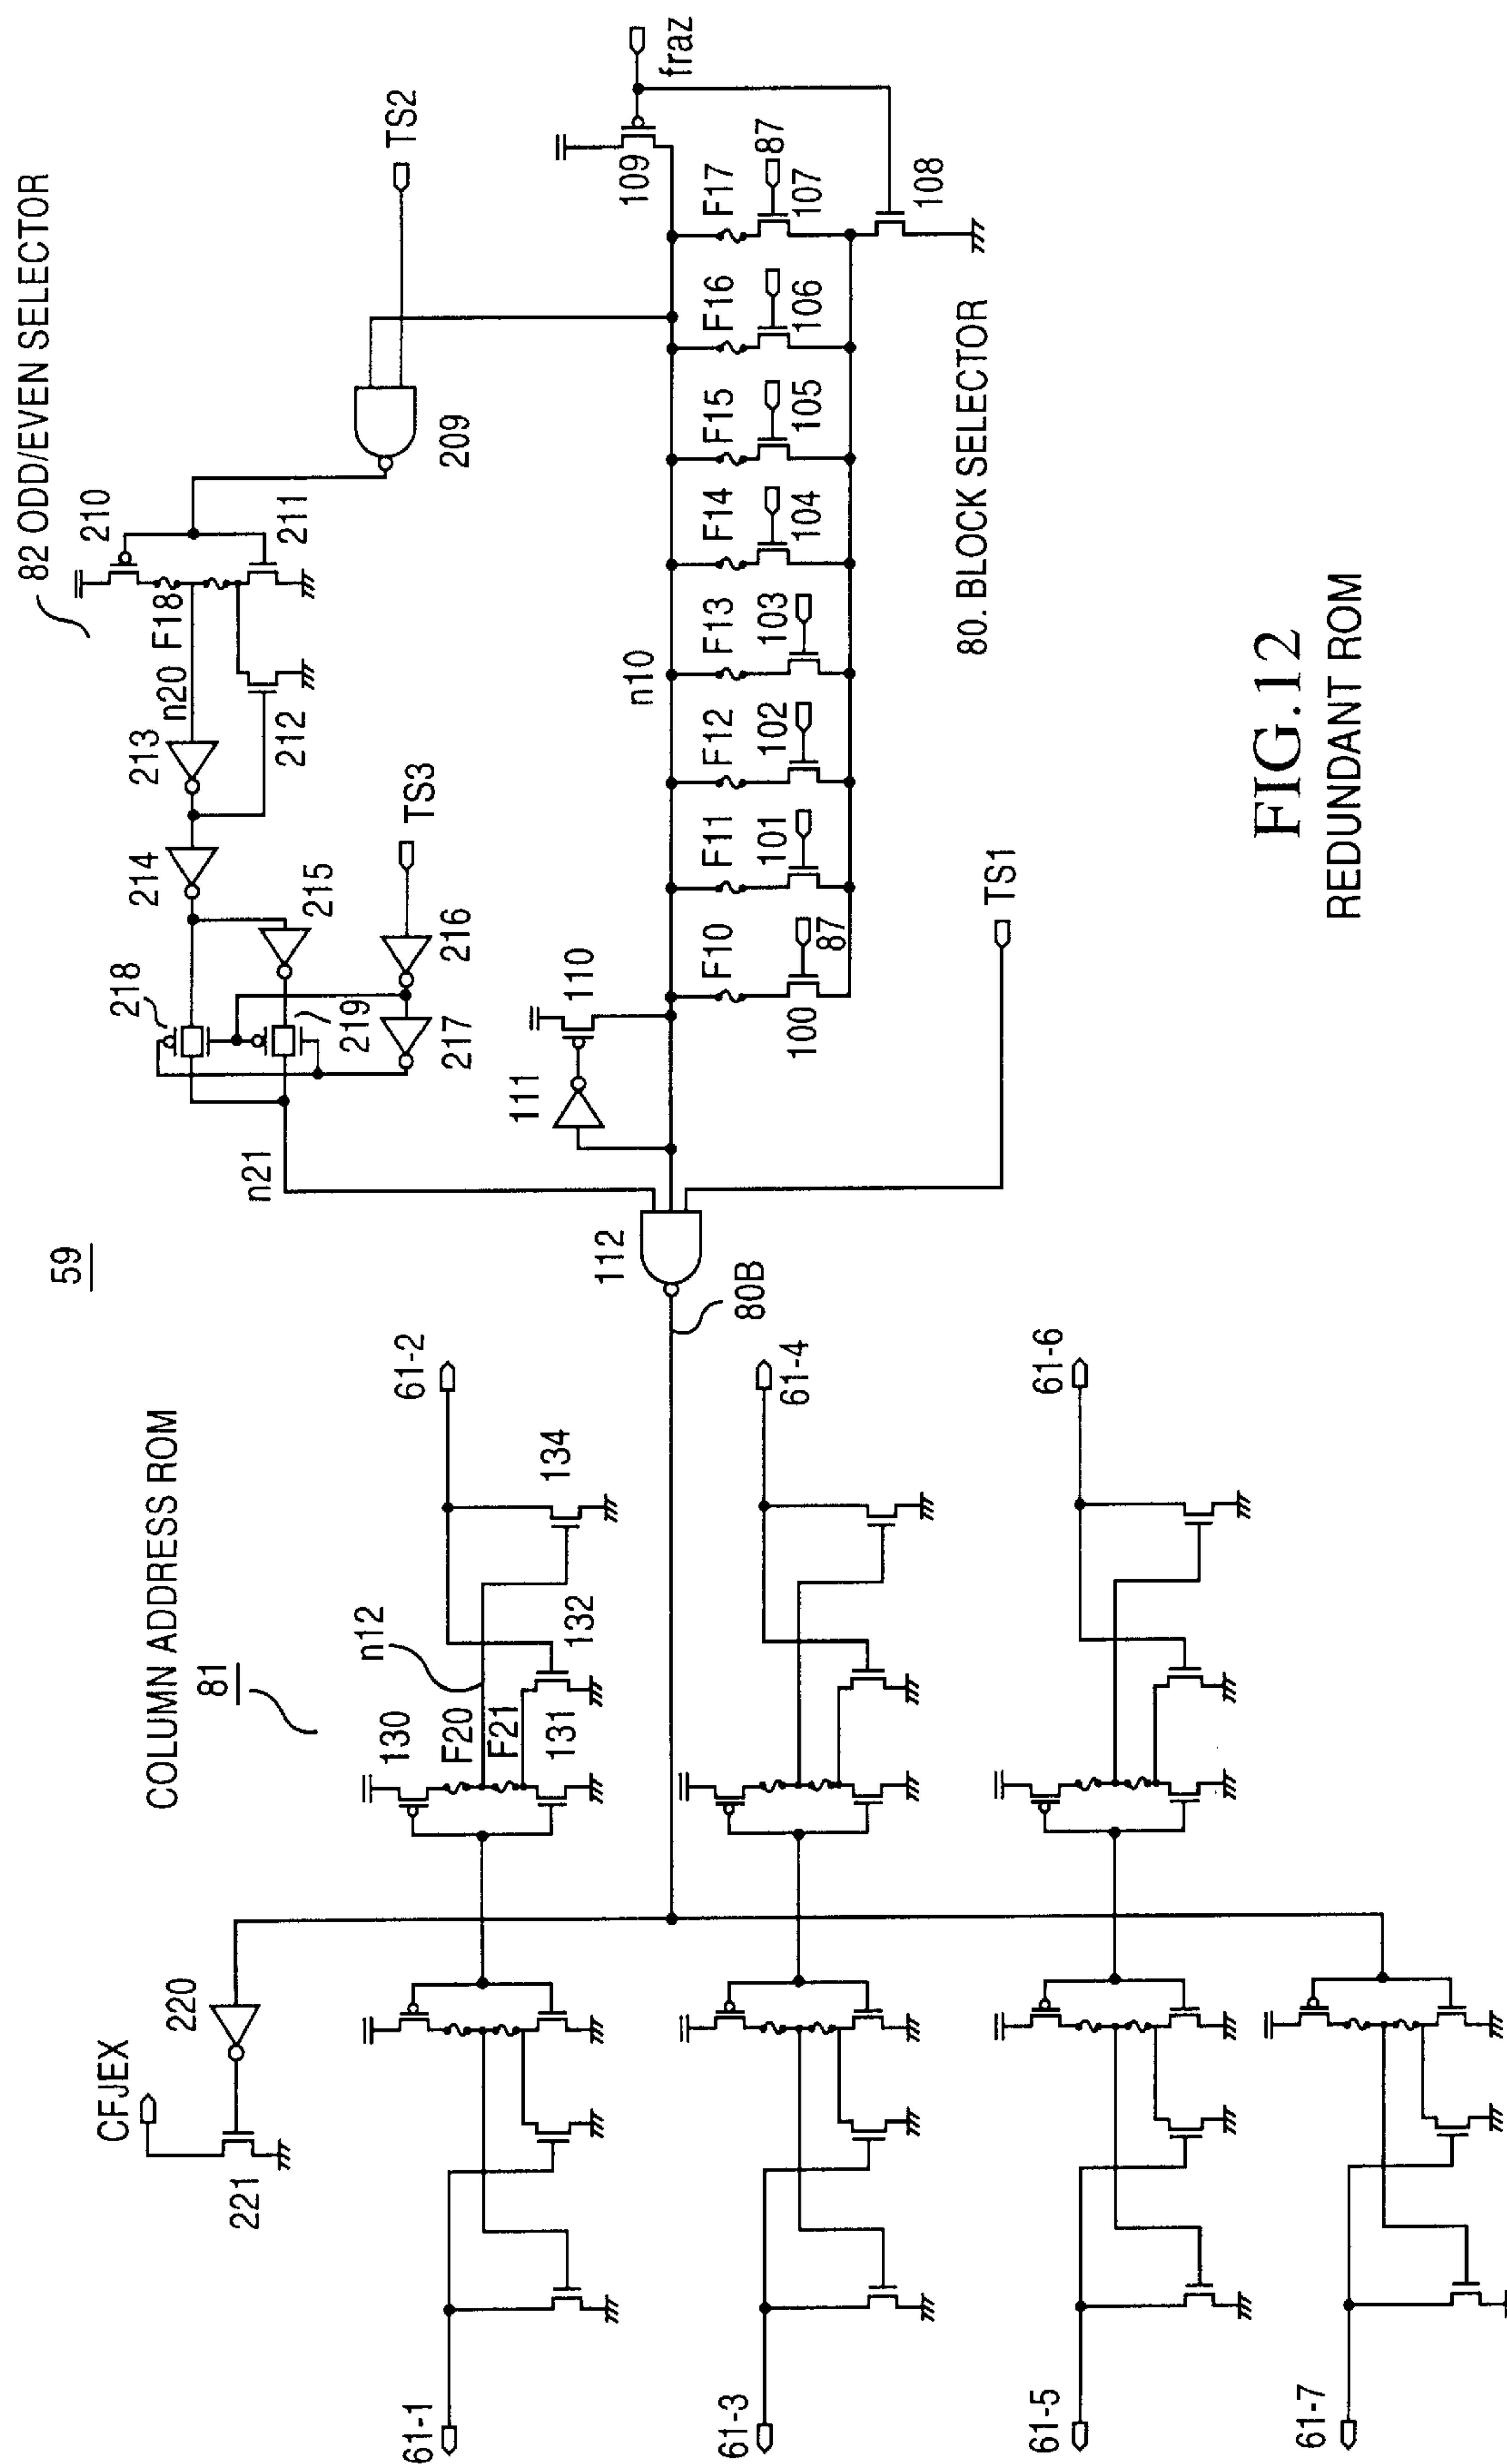 59
82 ODD/EVEN SELECTOR
TS2
209
210
211
n20 F18
212
213
214
215
216
TS3
217
218
219
n21
fraz
109
n10
F10
F11
F12
F13
F14
F15
F16
F17
87
100
101
102
103
104
105
106
107
87
108
80. BLOCK SELECTOR
110
111
TS1
112
80B
COLUMN ADDRESS ROM
81
61-2
134
n12
132
130
F20
F21
131
61-4
61-6
220
CFJEX
221
61-1
61-3
61-5
61-7
FIG.12
REDUNDANT ROM